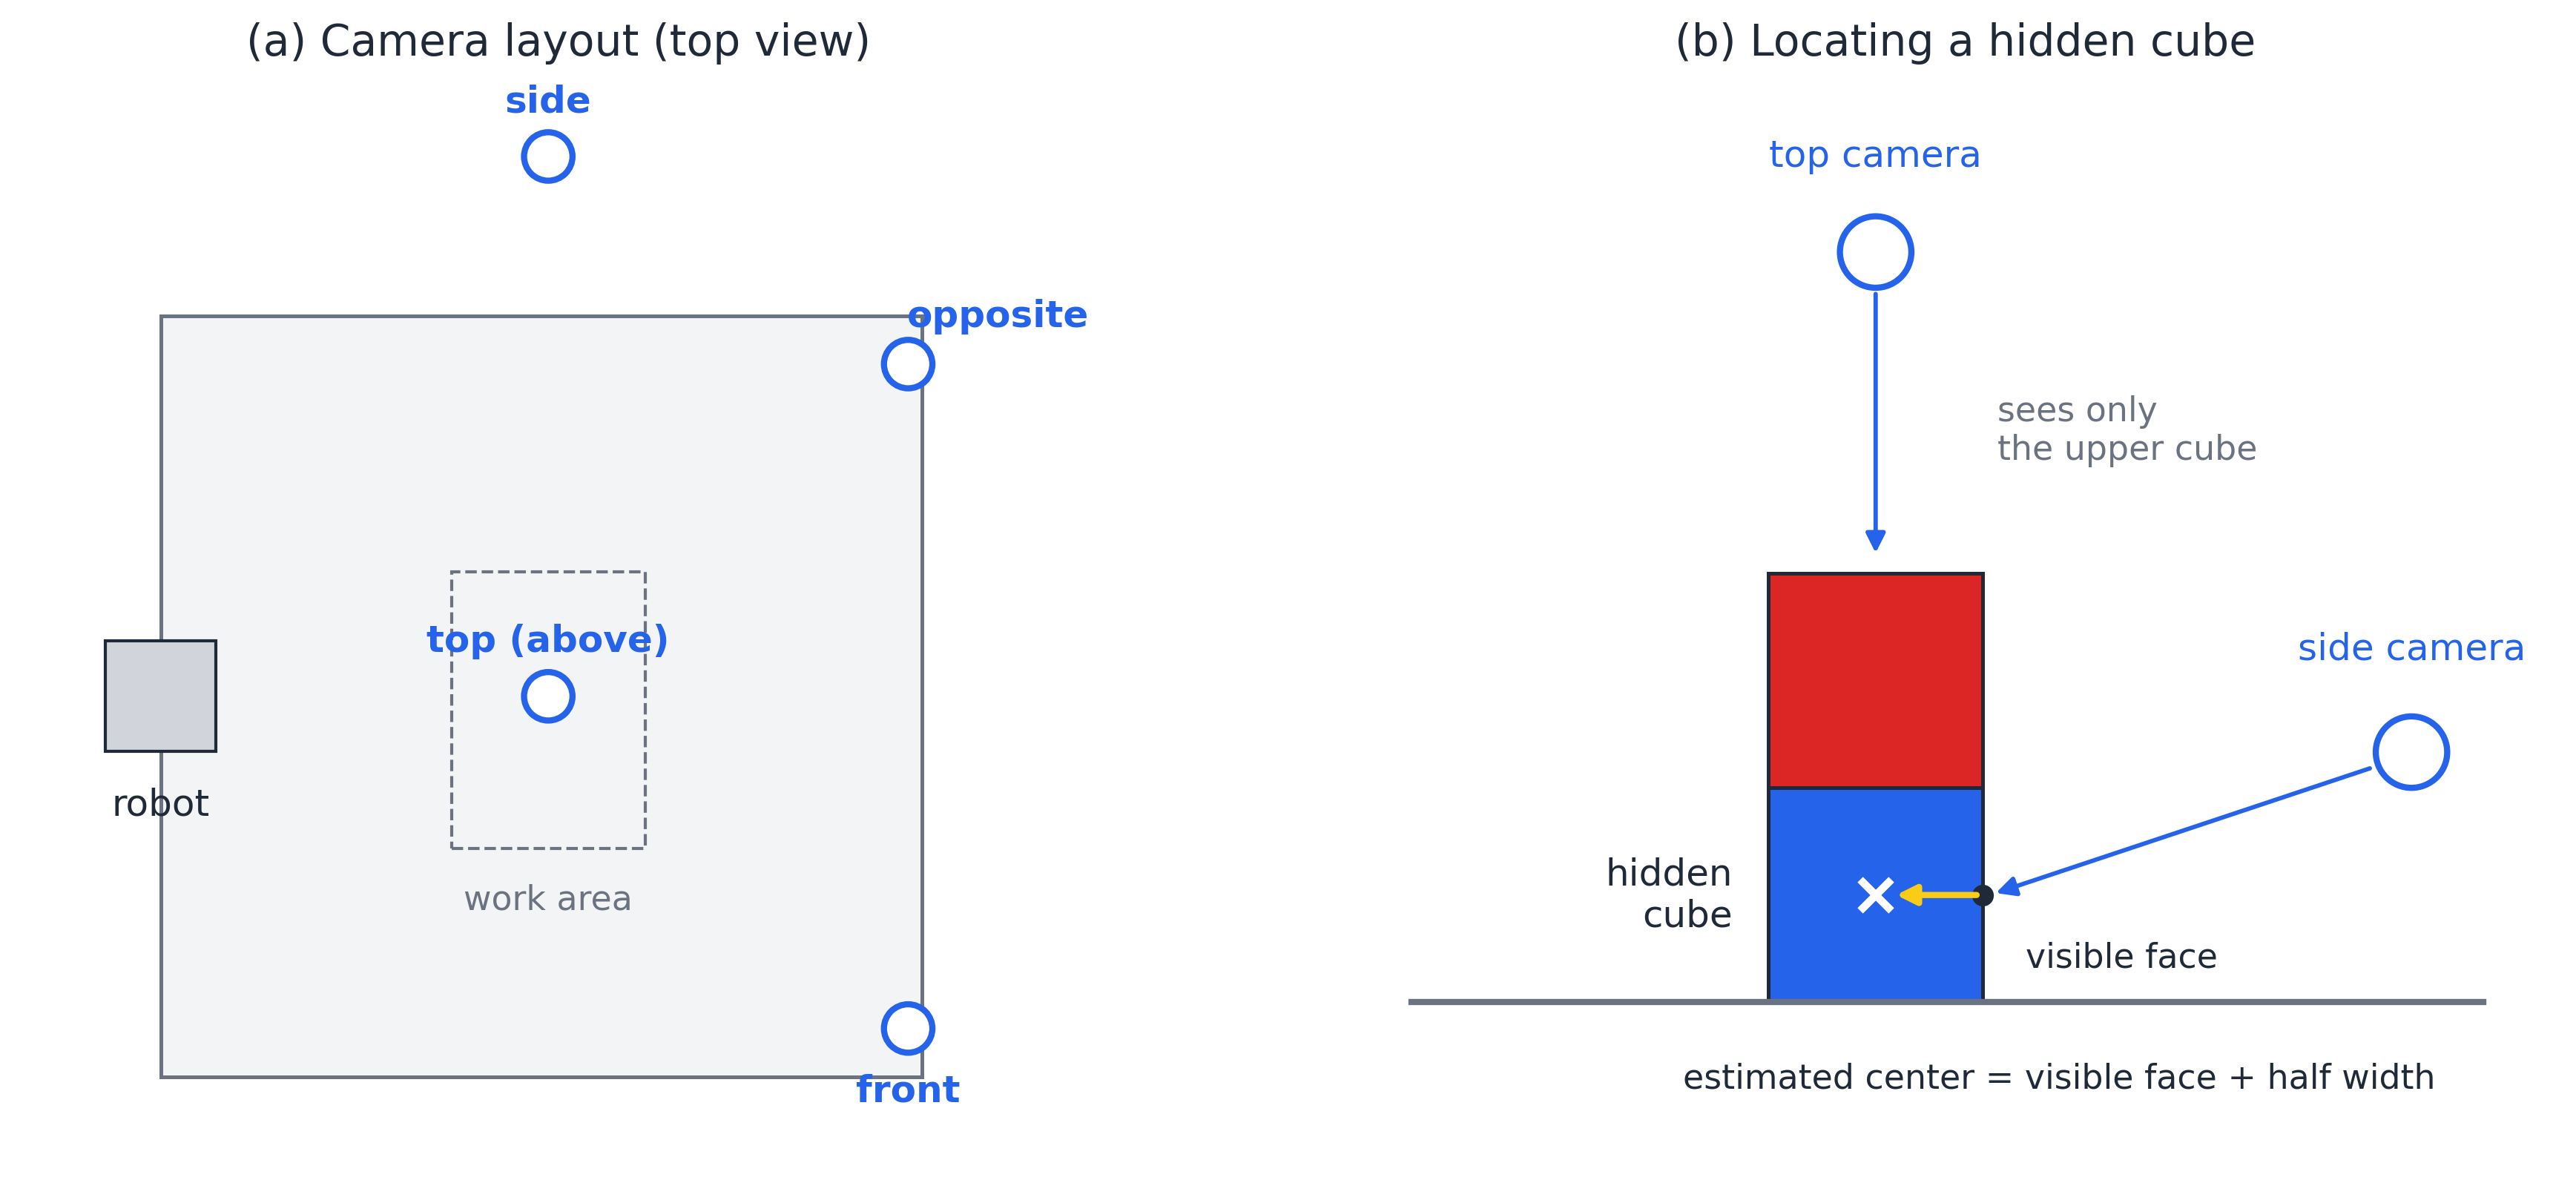 (a) Camera layout (top view)
side
opposite
top (above)
robot
work area
front
(b) Locating a hidden cube
top camera
sees only
the upper cube
side camera
hidden
cube
visible face
estimated center = visible face + half width